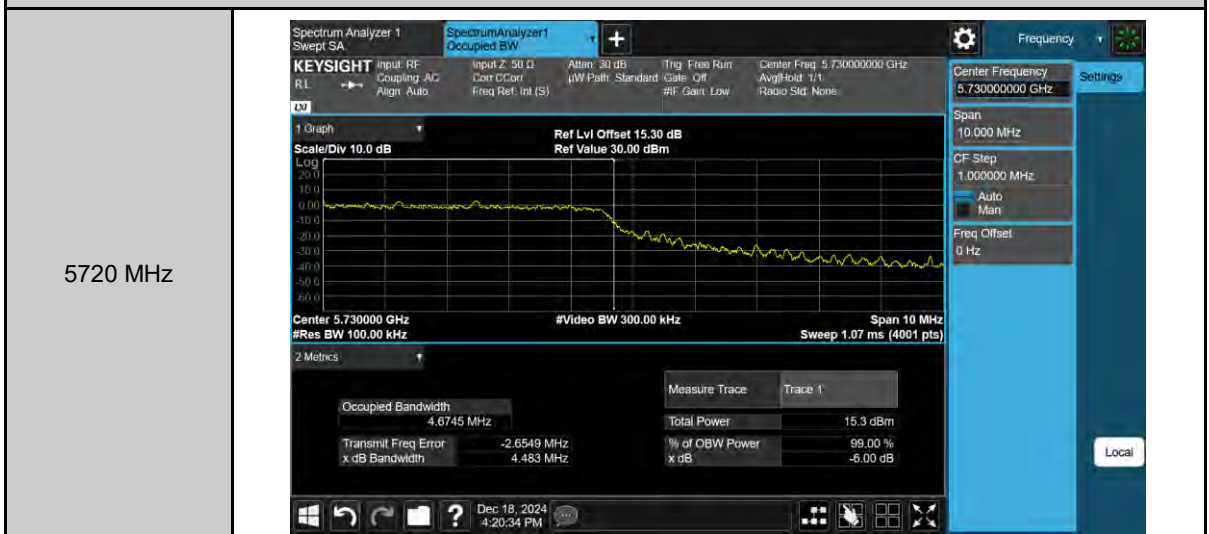 5720 MHz
Spectrum Analyzer 1
Swept SA
SpectrumAnalyzer1
Occupied BW
+
Frequency
KEYSIGHT
RL
LXI
Input: RF
Coupling: AC
Align: Auto
Input Z: 50 Ω
Corr CCorr
Freq Ref: Int (S)
Atten: 30 dB
µW Path: Standard
Trig: Free Run
Gate: Off
#IF Gain: Low
Center Freq: 5.730000000 GHz
Avg|Hold: 1/1
Radio Std: None
Center Frequency
5.730000000 GHz
Settings
Span
10.000 MHz
CF Step
1.000000 MHz
Auto
Man
Freq Offset
0 Hz
Local
1 Graph
Scale/Div 10.0 dB
Ref Lvl Offset 15.30 dB
Ref Value 30.00 dBm
Log
20.0
10.0
0.00
-10.0
-20.0
-30.0
-40.0
-50.0
-60.0
Center 5.730000 GHz
#Video BW 300.00 kHz
Span 10 MHz
#Res BW 100.00 kHz
Sweep 1.07 ms (4001 pts)
2 Metrics
Measure Trace
Trace 1
Occupied Bandwidth
4.6745 MHz
Total Power
15.3 dBm
Transmit Freq Error
-2.6549 MHz
% of OBW Power
99.00 %
x dB Bandwidth
4.483 MHz
x dB
-6.00 dB
?
Dec 18, 2024
4:20:34 PM